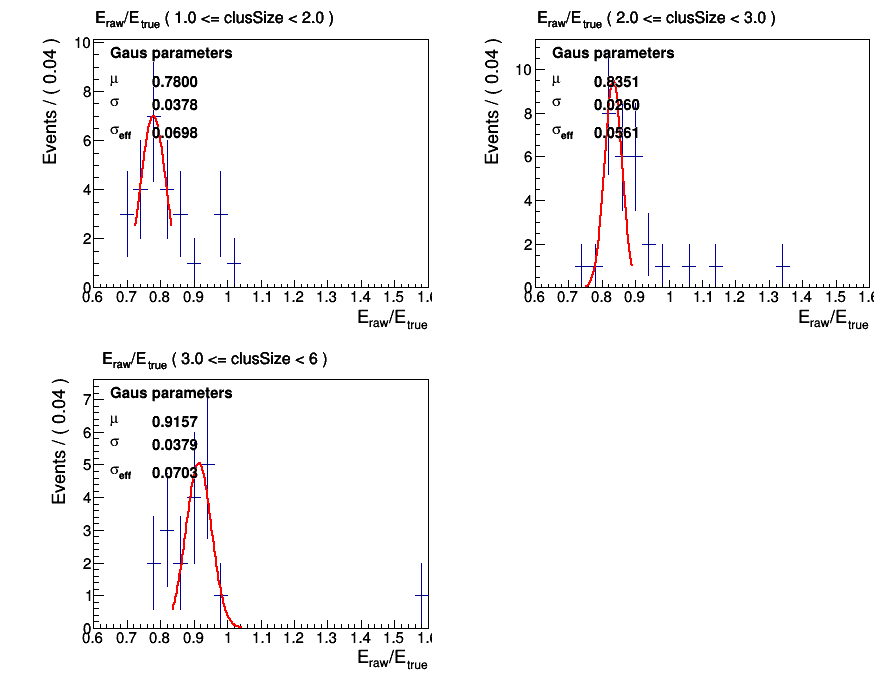 E_raw/E_true ( 1.0 <= clusSize < 2.0 )
Events / ( 0.04 )
10
8
6
4
2
0
Gaus parameters
μ 0.7800
σ 0.0378
σ_eff 0.0698
0.6 0.7 0.8 0.9 1 1.1 1.2 1.3 1.4 1.5 1.6
E_raw/E_true
E_raw/E_true ( 2.0 <= clusSize < 3.0 )
Events / ( 0.04 )
10
8
6
4
2
0
Gaus parameters
μ 0.8351
σ 0.0260
σ_eff 0.0561
0.6 0.7 0.8 0.9 1 1.1 1.2 1.3 1.4 1.5 1.6
E_raw/E_true
E_raw/E_true ( 3.0 <= clusSize < 6 )
Events / ( 0.04 )
7
6
5
4
3
2
1
0
Gaus parameters
μ 0.9157
σ 0.0379
σ_eff 0.0703
0.6 0.7 0.8 0.9 1 1.1 1.2 1.3 1.4 1.5 1.6
E_raw/E_true